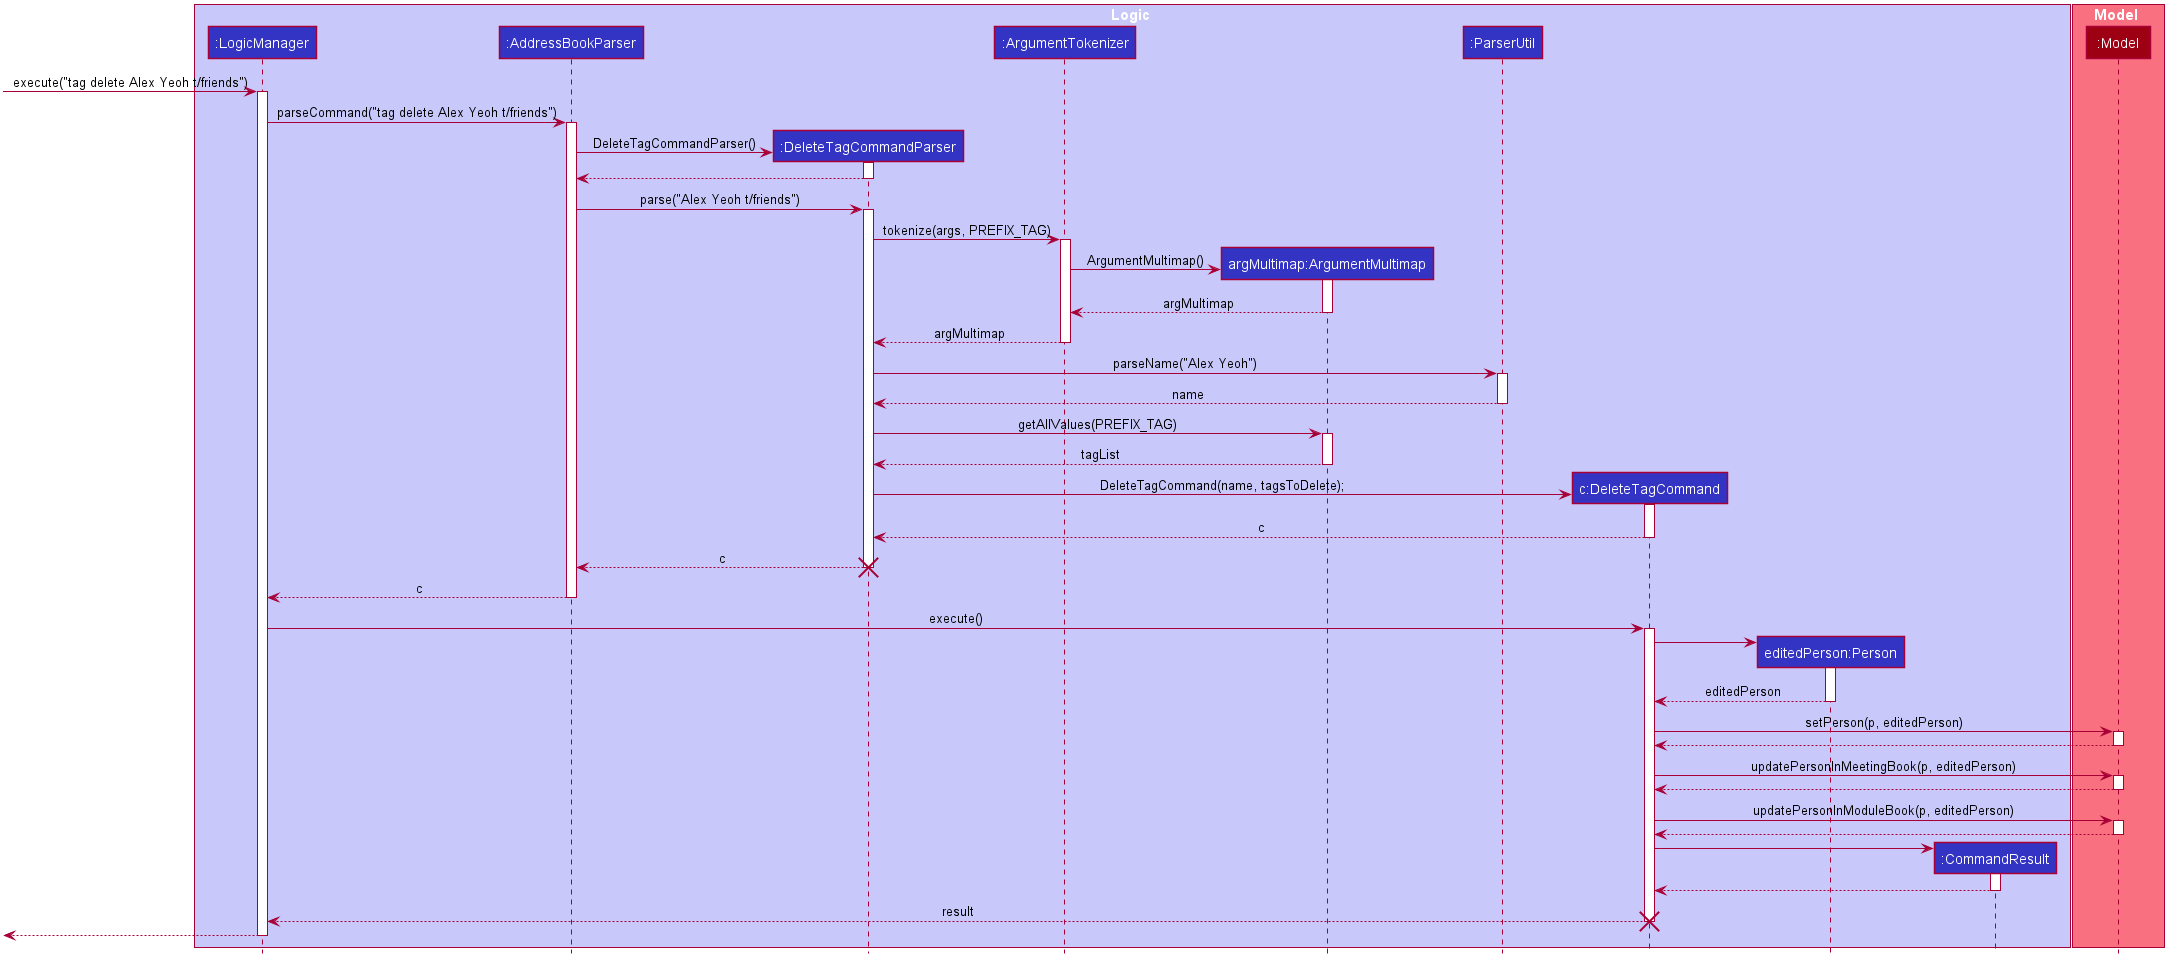 Logic
Model
:LogicManager
:AddressBookParser
:ArgumentTokenizer
:ParserUtil
:Model
execute("tag delete Alex Yeoh t/friends")
parseCommand("tag delete Alex Yeoh t/friends")
DeleteTagCommandParser()
:DeleteTagCommandParser
parse("Alex Yeoh t/friends")
tokenize(args, PREFIX_TAG)
ArgumentMultimap()
argMultimap:ArgumentMultimap
argMultimap
argMultimap
parseName("Alex Yeoh")
name
getAllValues(PREFIX_TAG)
tagList
DeleteTagCommand(name, tagsToDelete);
c:DeleteTagCommand
c
c
c
execute()
editedPerson:Person
editedPerson
setPerson(p, editedPerson)
updatePersonInMeetingBook(p, editedPerson)
updatePersonInModuleBook(p, editedPerson)
:CommandResult
result